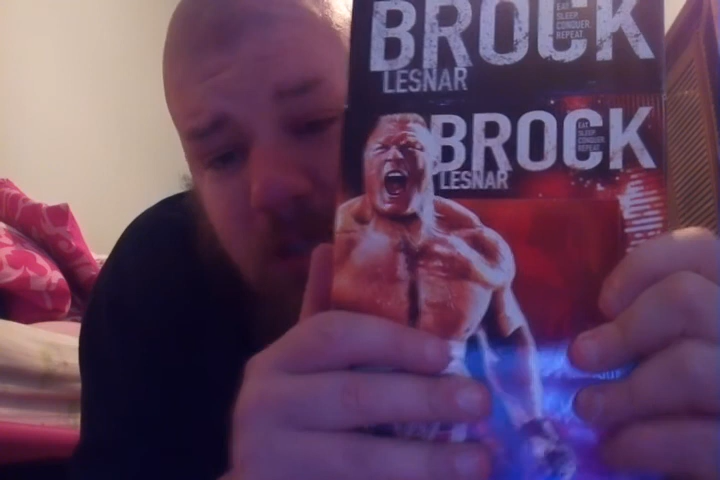 BROCK
EAT
SLEEP
CONQUER
REPEAT
LESNAR
BROCK
EAT
SLEEP
CONQUER
REPEAT
LESNAR